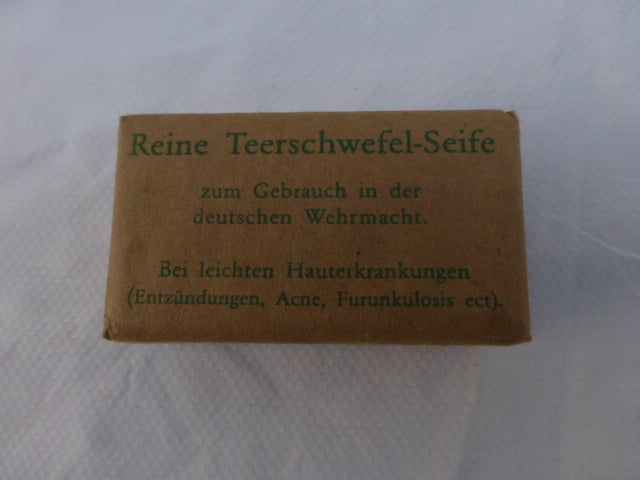 Reine Teerschwefel-Seife
zum Gebrauch in der
deutschen Wehrmacht.
Bei leichten Hauterkrankungen
(Entzündungen, Acne, Furunkulosis ect).